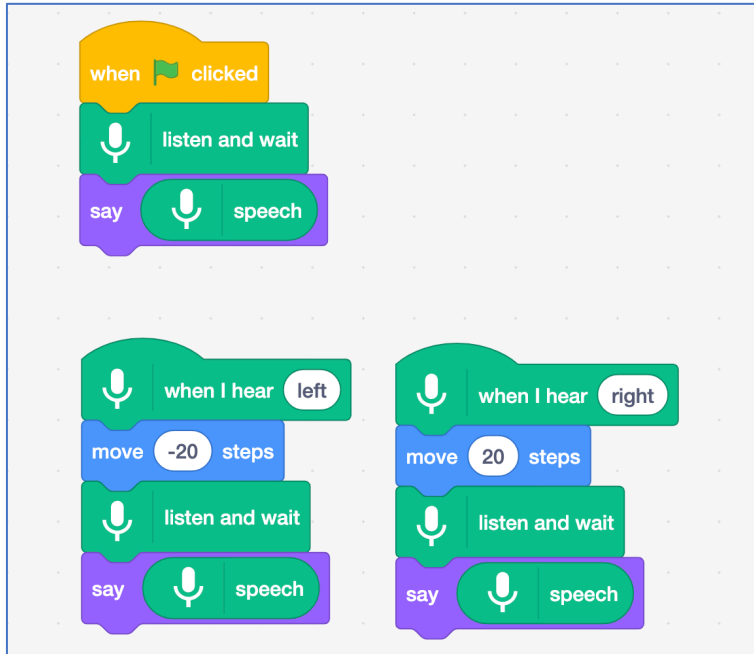 when clicked
listen and wait
say speech
when I hear left
move -20 steps
listen and wait
say speech
when I hear right
move 20 steps
listen and wait
say speech